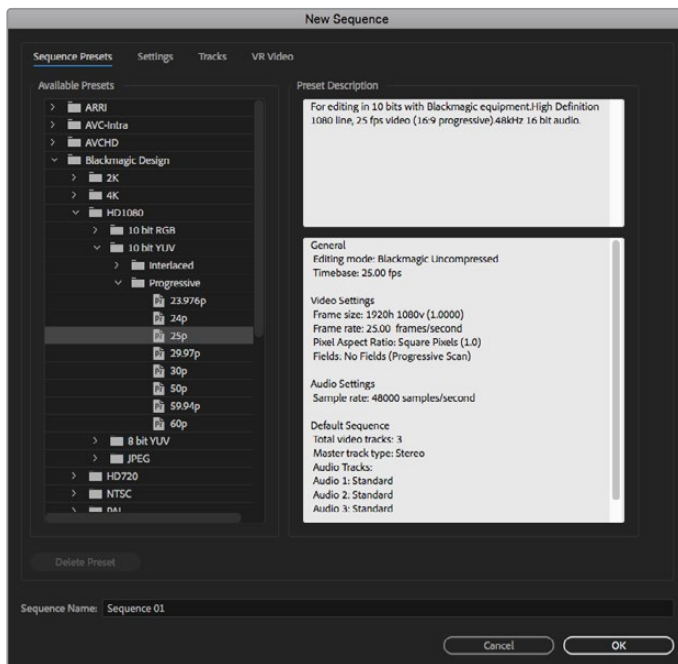 New Sequence
Sequence Presets Settings Tracks VR Video
Available Presets
ARRI
AVC-Intra
AVCHD
Blackmagic Design
2K
4K
HD1080
10 bit RGB
10 bit YUV
Interlaced
Progressive
23.976p
24p
25p
29.97p
30p
50p
59.94p
60p
8 bit YUV
JPEG
HD720
NTSC
PAL
Preset Description
For editing in 10 bits with Blackmagic equipment.High Definition
1080 line, 25 fps video (16:9 progressive).48kHz 16 bit audio.
General
Editing mode: Blackmagic Uncompressed
Timebase: 25.00 fps
Video Settings
Frame size: 1920h 1080v (1.0000)
Frame rate: 25.00 frames/second
Pixel Aspect Ratio: Square Pixels (1.0)
Fields: No Fields (Progressive Scan)
Audio Settings
Sample rate: 48000 samples/second
Default Sequence
Total video tracks: 3
Master track type: Stereo
Audio Tracks:
Audio 1: Standard
Audio 2: Standard
Audio 3: Standard
Delete Preset
Sequence Name: Sequence 01
Cancel OK